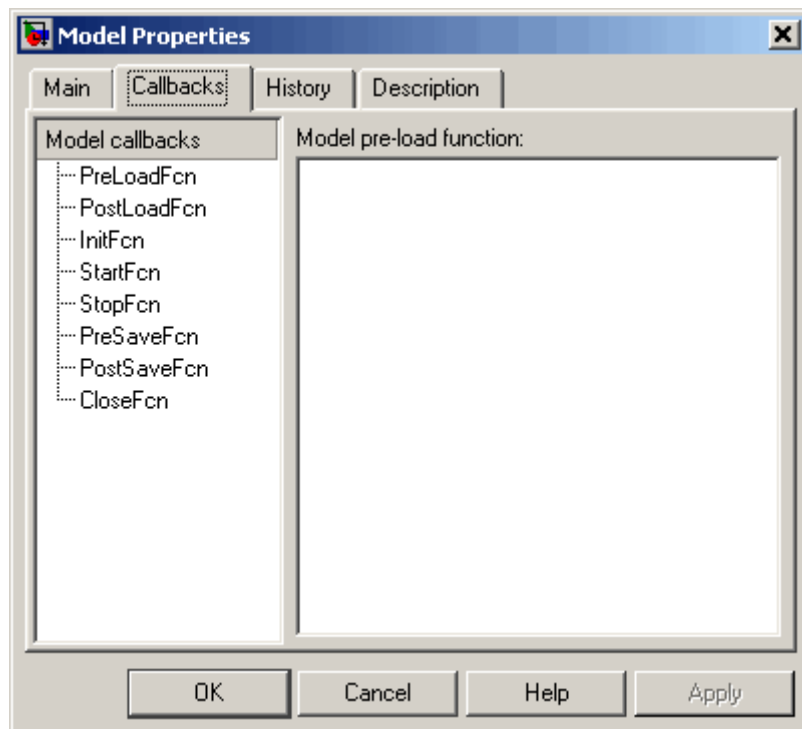 Model Properties
Main Callbacks History Description
Model callbacks
PreLoadFcn
PostLoadFcn
InitFcn
StartFcn
StopFcn
PreSaveFcn
PostSaveFcn
CloseFcn
Model pre-load function:
OK Cancel Help Apply